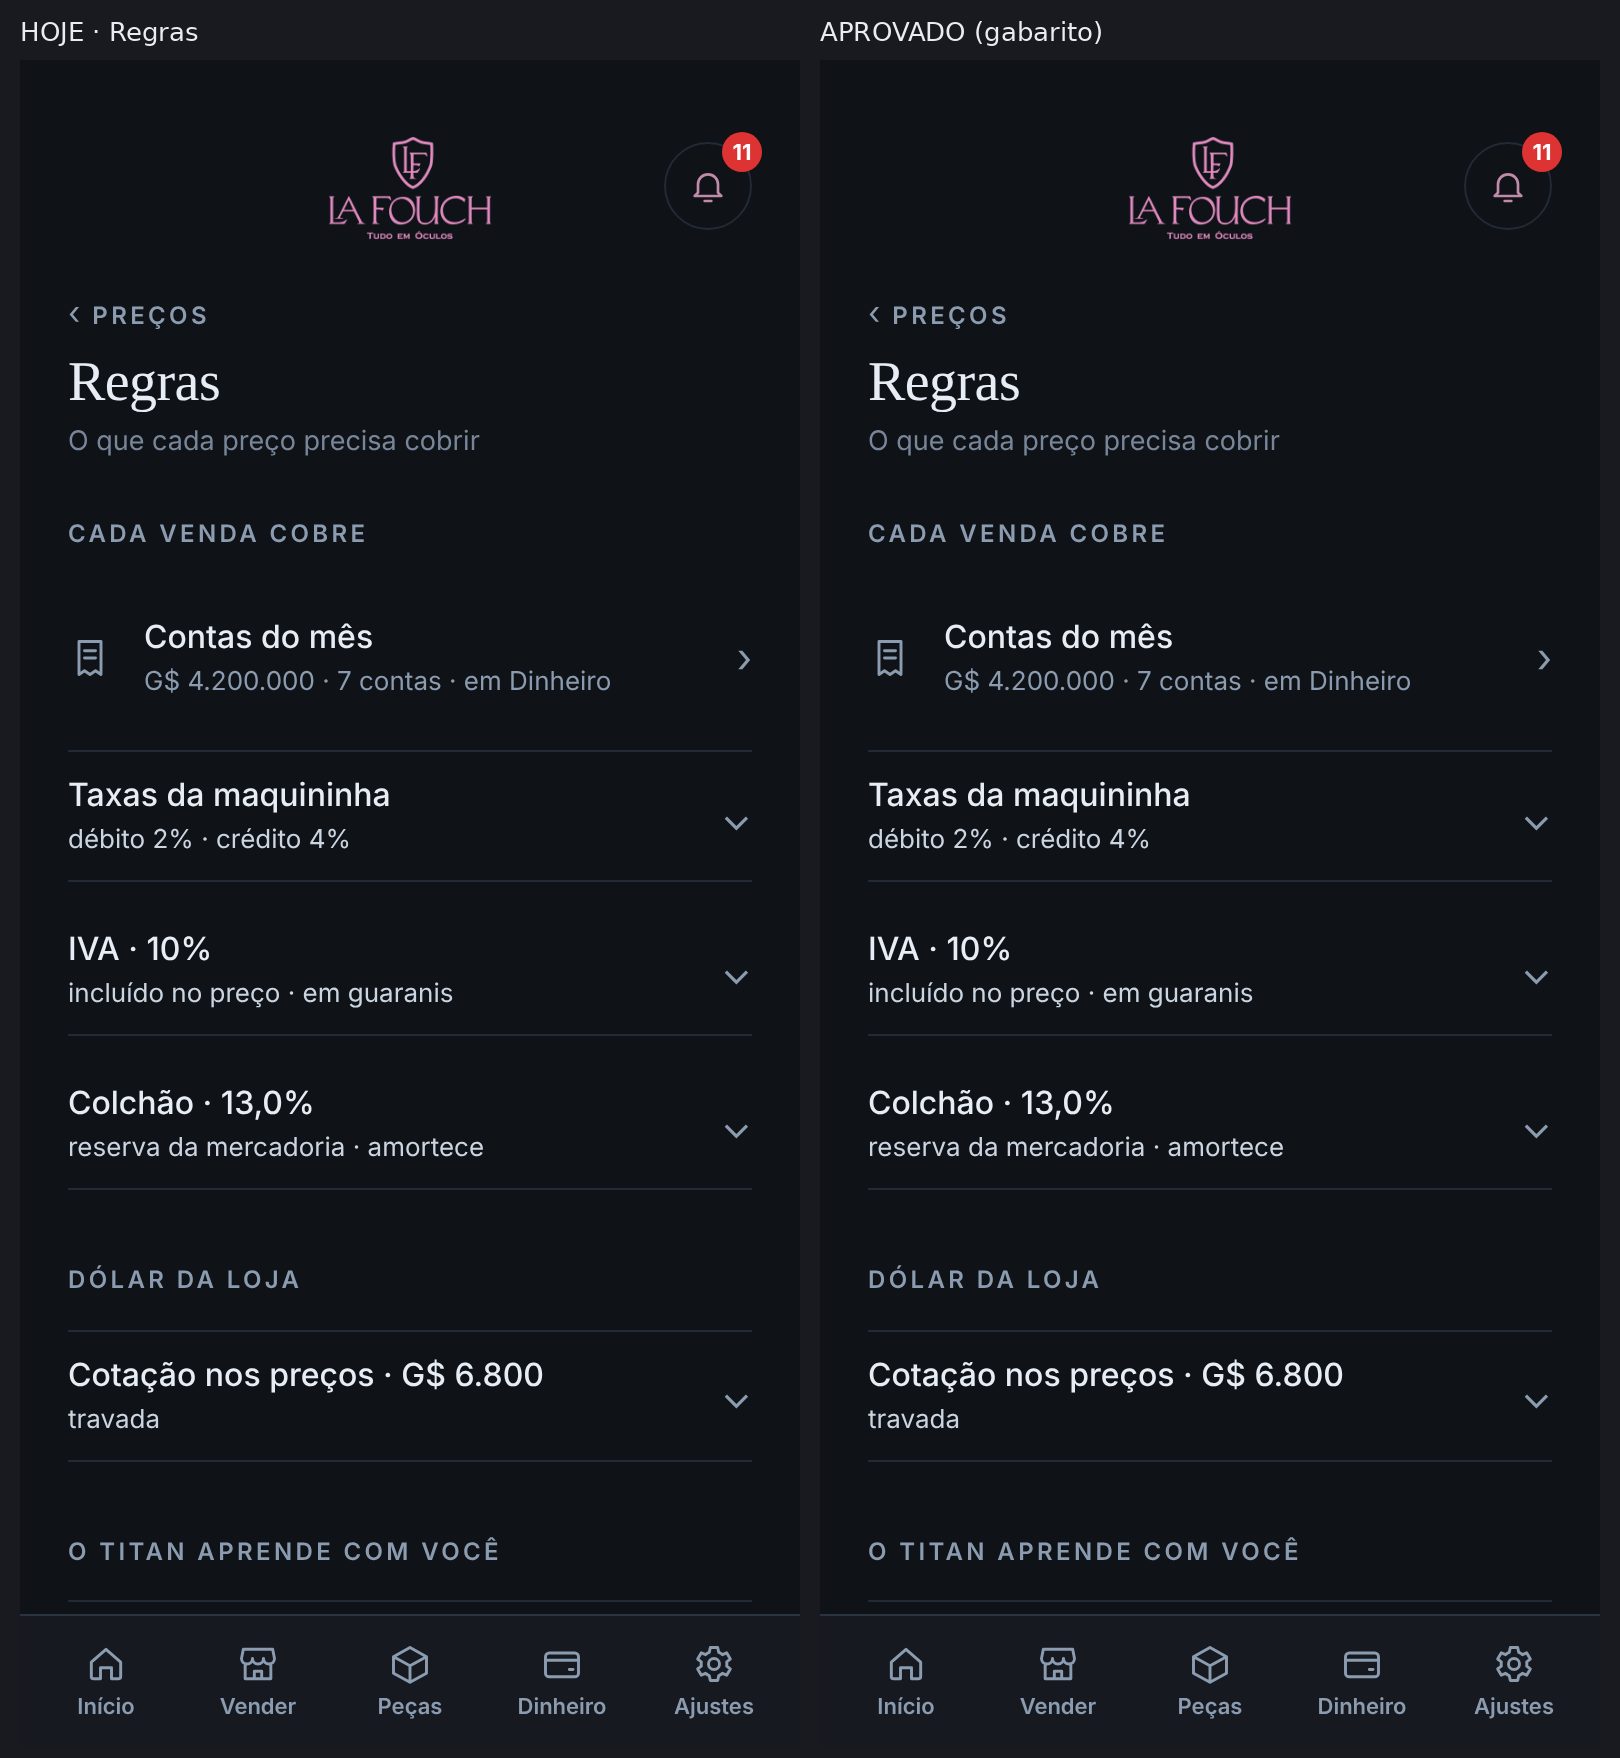 HOJE · Regras
LF
LA FOUCH
TUDO EM ÓCULOS
11
‹ PREÇOS
Regras
O que cada preço precisa cobrir
CADA VENDA COBRE
Contas do mês
G$ 4.200.000 · 7 contas · em Dinheiro
Taxas da maquininha
débito 2% · crédito 4%
IVA · 10%
incluído no preço · em guaranis
Colchão · 13,0%
reserva da mercadoria · amortece
DÓLAR DA LOJA
Cotação nos preços · G$ 6.800
travada
O TITAN APRENDE COM VOCÊ
Início Vender Peças Dinheiro Ajustes
APROVADO (gabarito)
LF
LA FOUCH
TUDO EM ÓCULOS
11
‹ PREÇOS
Regras
O que cada preço precisa cobrir
CADA VENDA COBRE
Contas do mês
G$ 4.200.000 · 7 contas · em Dinheiro
Taxas da maquininha
débito 2% · crédito 4%
IVA · 10%
incluído no preço · em guaranis
Colchão · 13,0%
reserva da mercadoria · amortece
DÓLAR DA LOJA
Cotação nos preços · G$ 6.800
travada
O TITAN APRENDE COM VOCÊ
Início Vender Peças Dinheiro Ajustes